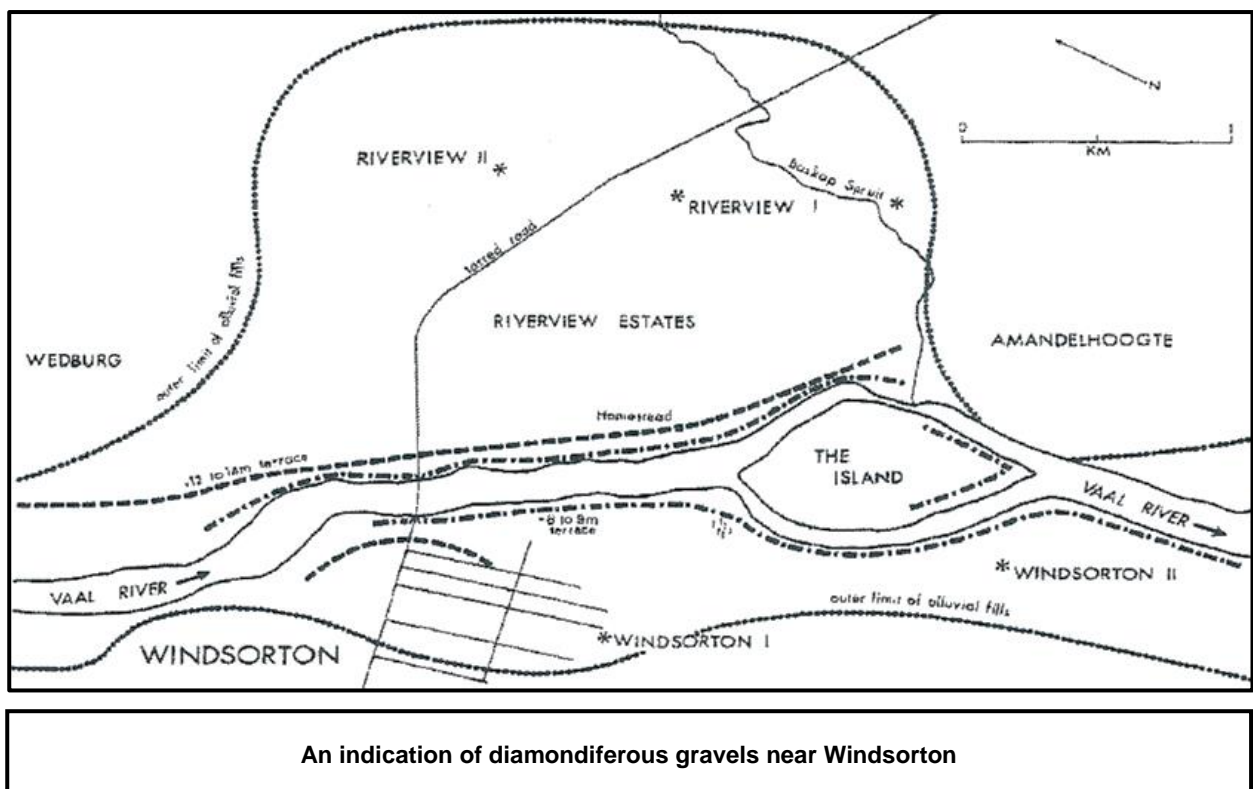 RIVERVIEW II *
* RIVERVIEW I
Baskap Spruit *
N
0 1
KM
tarred road
outer limit of alluvial fills
RIVERVIEW ESTATES
WEDBURG
AMANDELHOOGTE
Homestead
12 to 14m terrace
THE
ISLAND
VAAL RIVER
8 to 9m
terrace
VAAL RIVER
* WINDSORTON II
outer limit of alluvial fills
* WINDSORTON I
WINDSORTON
An indication of diamondiferous gravels near Windsorton